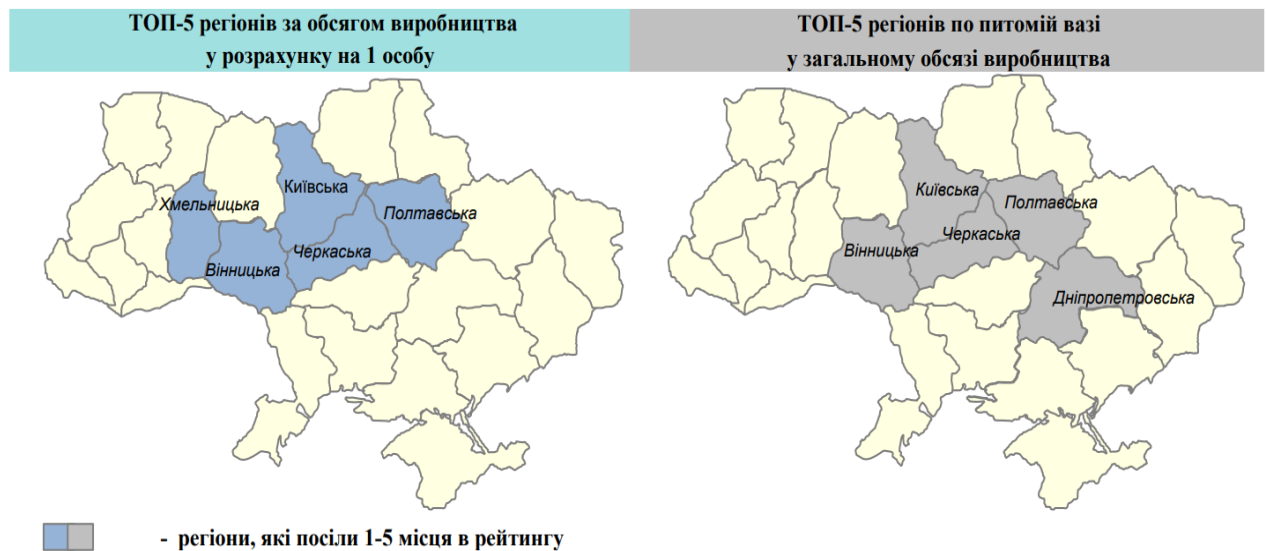 ТОП-5 регіонів за обсягом виробництва
у розрахунку на 1 особу
ТОП-5 регіонів по питомій вазі
у загальному обсязі виробництва
Київська
Хмельницька
Полтавська
Черкаська
Вінницька
Київська
Полтавська
Черкаська
Вінницька
Дніпропетровська
- регіони, які посіли 1-5 місця в рейтингу